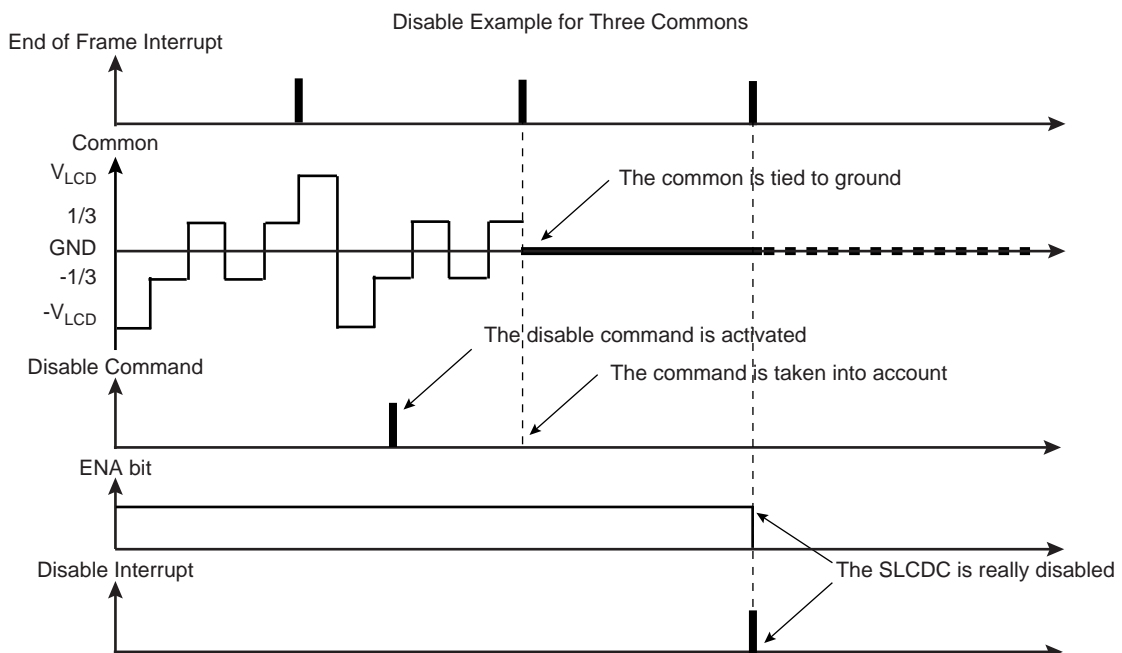 Disable Example for Three Commons
End of Frame Interrupt
Common
VLCD
1/3
GND
-1/3
-VLCD
The common is tied to ground
The disable command is activated
Disable Command
The command is taken into account
ENA bit
Disable Interrupt
The SLCDC is really disabled